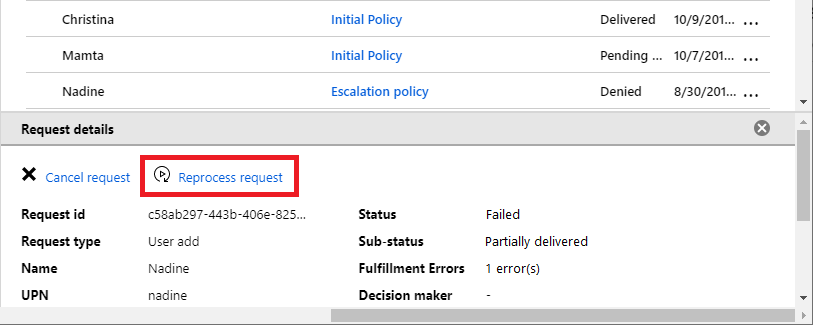 Christina Initial Policy Delivered 10/9/201... ...
Mamta Initial Policy Pending ... 10/7/201... ...
Nadine Escalation policy Denied 8/30/201... ...
Request details
Cancel request Reprocess request
Request id c58ab297-443b-406e-825... Status Failed
Request type User add Sub-status Partially delivered
Name Nadine Fulfillment Errors 1 error(s)
UPN nadine Decision maker -